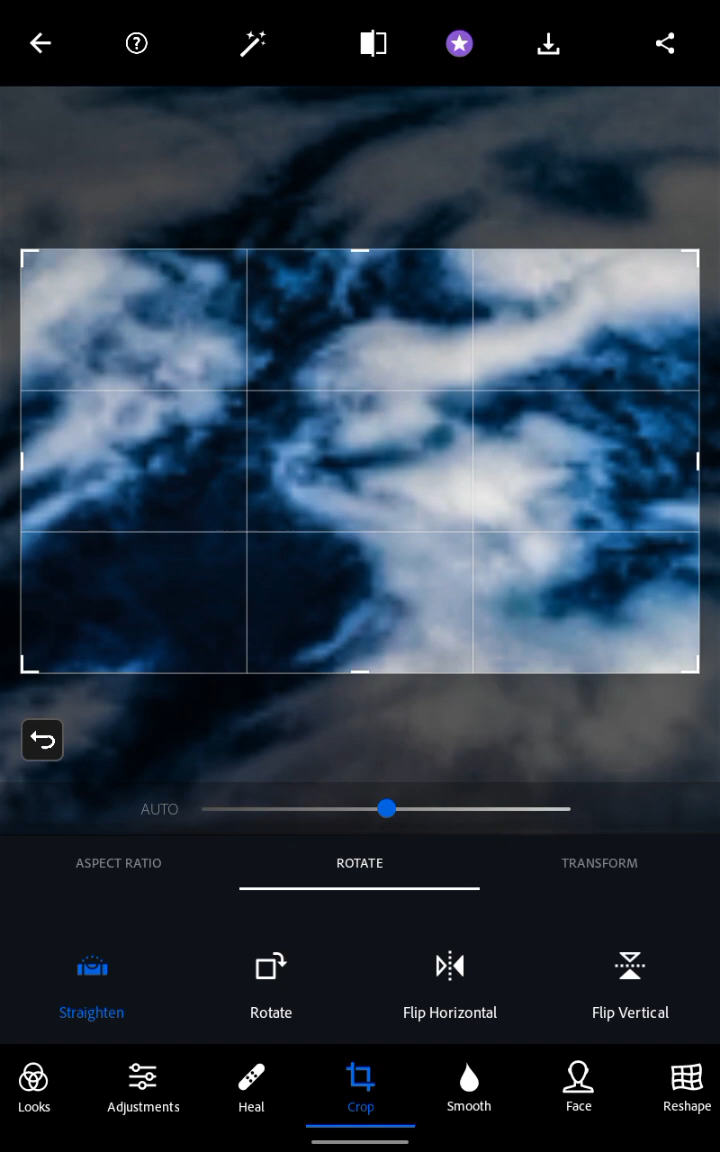 AUTO
ASPECT RATIO
ROTATE
TRANSFORM
Straighten
Rotate
Flip Horizontal
Flip Vertical
Looks
Adjustments
Heal
Crop
Smooth
Face
Reshape